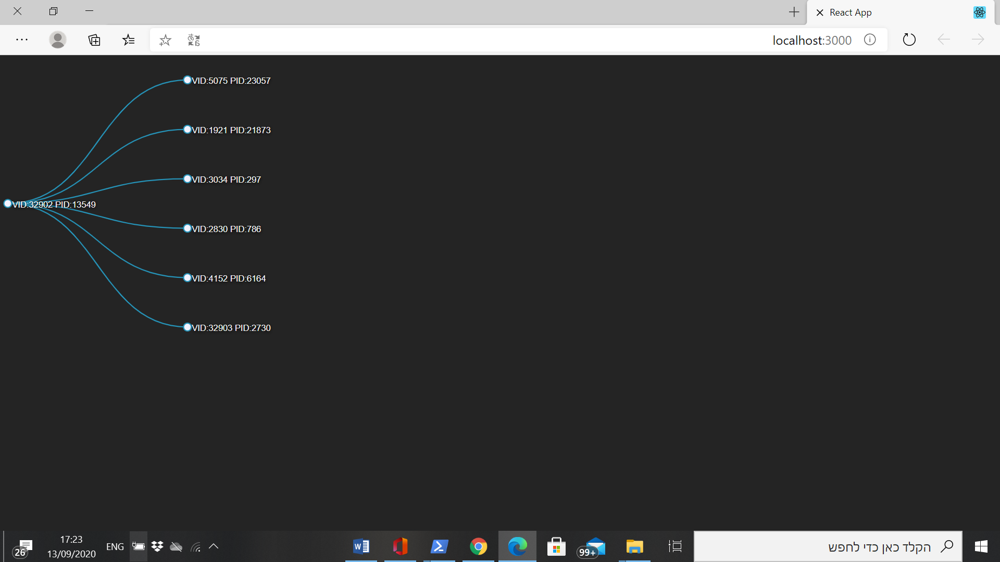 React App
localhost:3000
VID:5075 PID:23057
VID:1921 PID:21873
VID:3034 PID:297
VID:32902 PID:13549
VID:2830 PID:786
VID:4152 PID:6164
VID:32903 PID:2730
26
17:23
13/09/2020
ENG
99+
הקלד כאן כדי לחפש